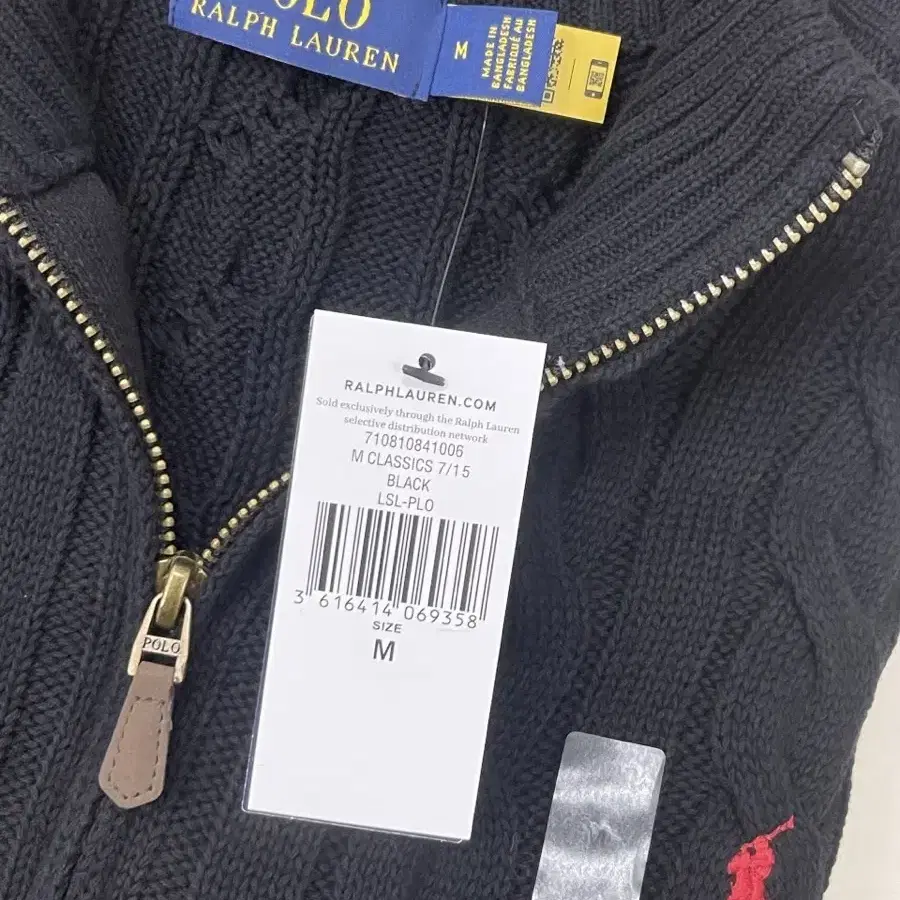 POLO
RALPH LAUREN
M
MADE IN
BANGLADESH
FABRIQUÉ AU
BANGLADESH
RALPHLAUREN.COM
Sold exclusively through the Ralph Lauren
selective distribution network
710810841006
M CLASSICS 7/15
BLACK
LSL-PLO
3 616414 069358
SIZE
M
POLO